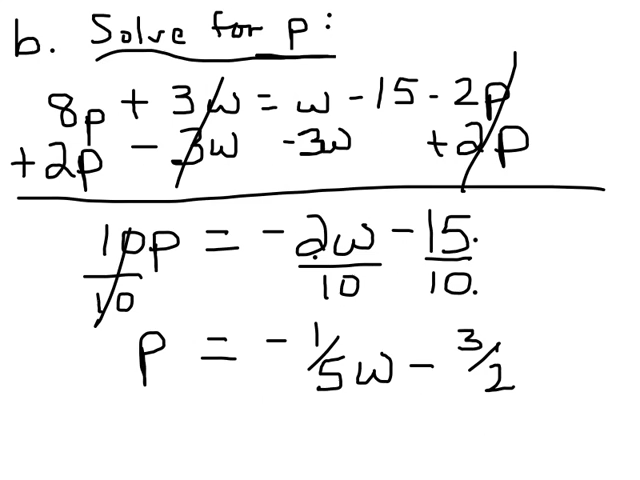 b. Solve for p:
8p + 3w = w - 15 - 2p
+2p - 3w -3w +2p
10p = -2w - 15
10 10 10
p = - 1/5 w - 3/2